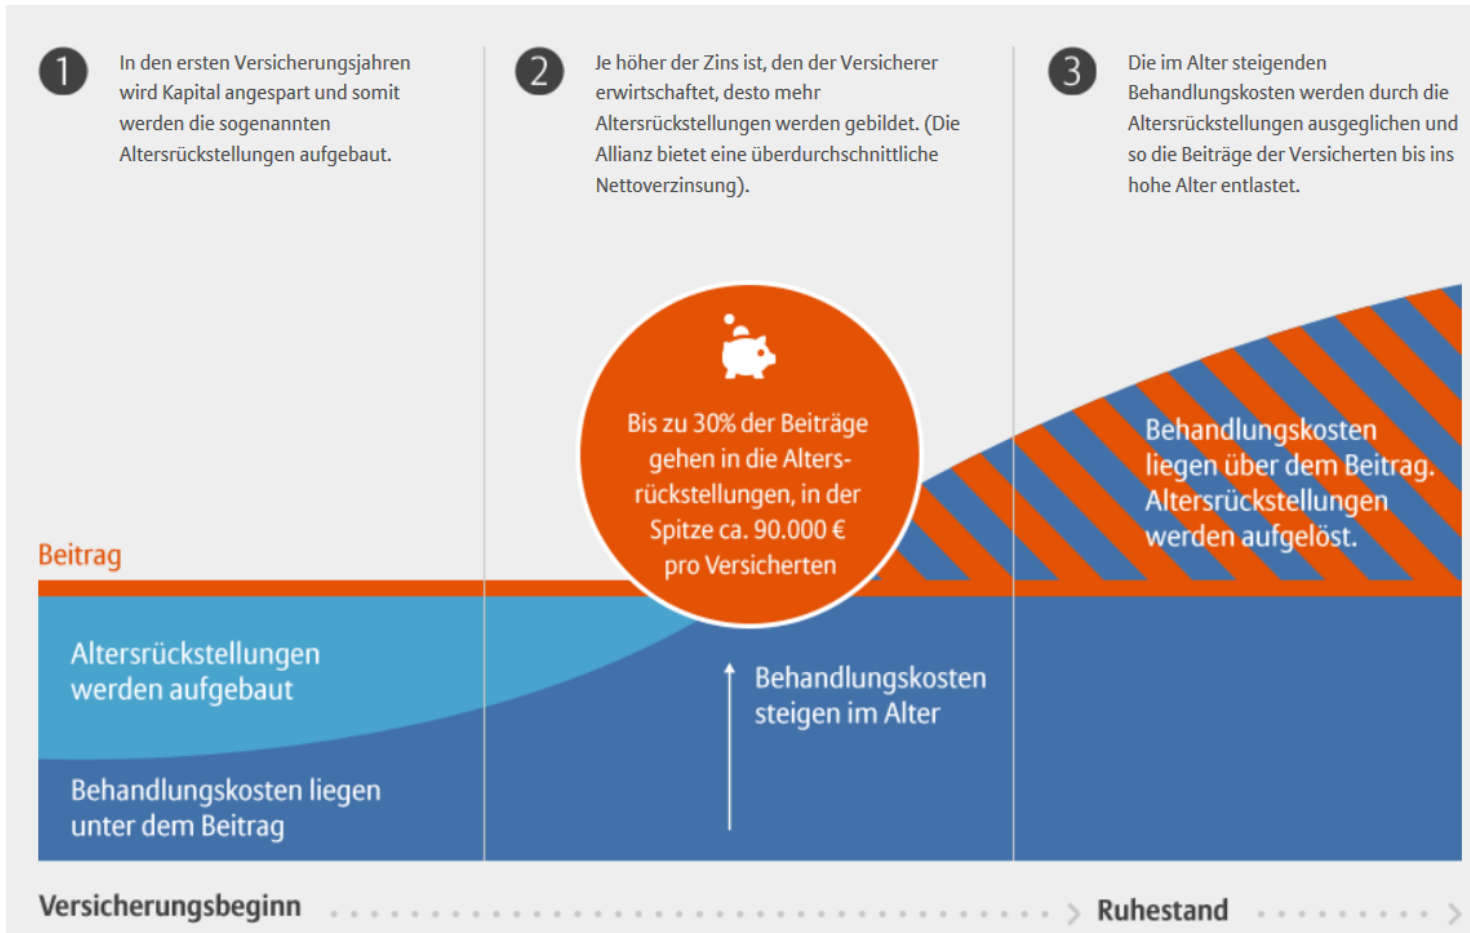 1
In den ersten Versicherungsjahren
wird Kapital angespart und somit
werden die sogenannten
Altersrückstellungen aufgebaut.
2
Je höher der Zins ist, den der Versicherer
erwirtschaftet, desto mehr
Altersrückstellungen werden gebildet. (Die
Allianz bietet eine überdurchschnittliche
Nettoverzinsung).
3
Die im Alter steigenden
Behandlungskosten werden durch die
Altersrückstellungen ausgeglichen und
so die Beiträge der Versicherten bis ins
hohe Alter entlastet.
Bis zu 30% der Beiträge
gehen in die Alters-
rückstellungen, in der
Spitze ca. 90.000 €
pro Versicherten
Behandlungskosten
liegen über dem Beitrag.
Altersrückstellungen
werden aufgelöst.
Beitrag
Altersrückstellungen
werden aufgebaut
Behandlungskosten
steigen im Alter
Behandlungskosten liegen
unter dem Beitrag
Versicherungsbeginn
Ruhestand